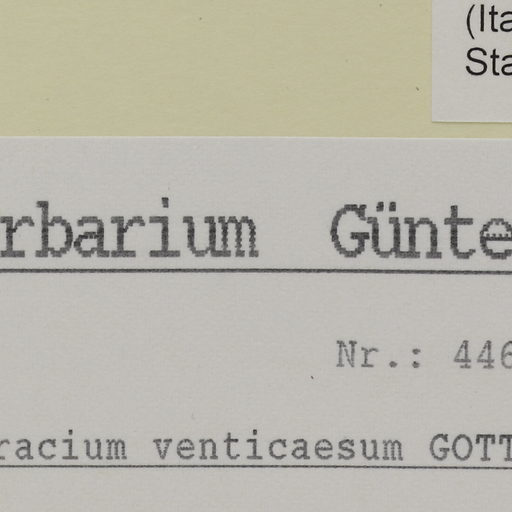 (Ita
Sta
rbarium Günte
Nr.: 446
racium venticaesum GOTT